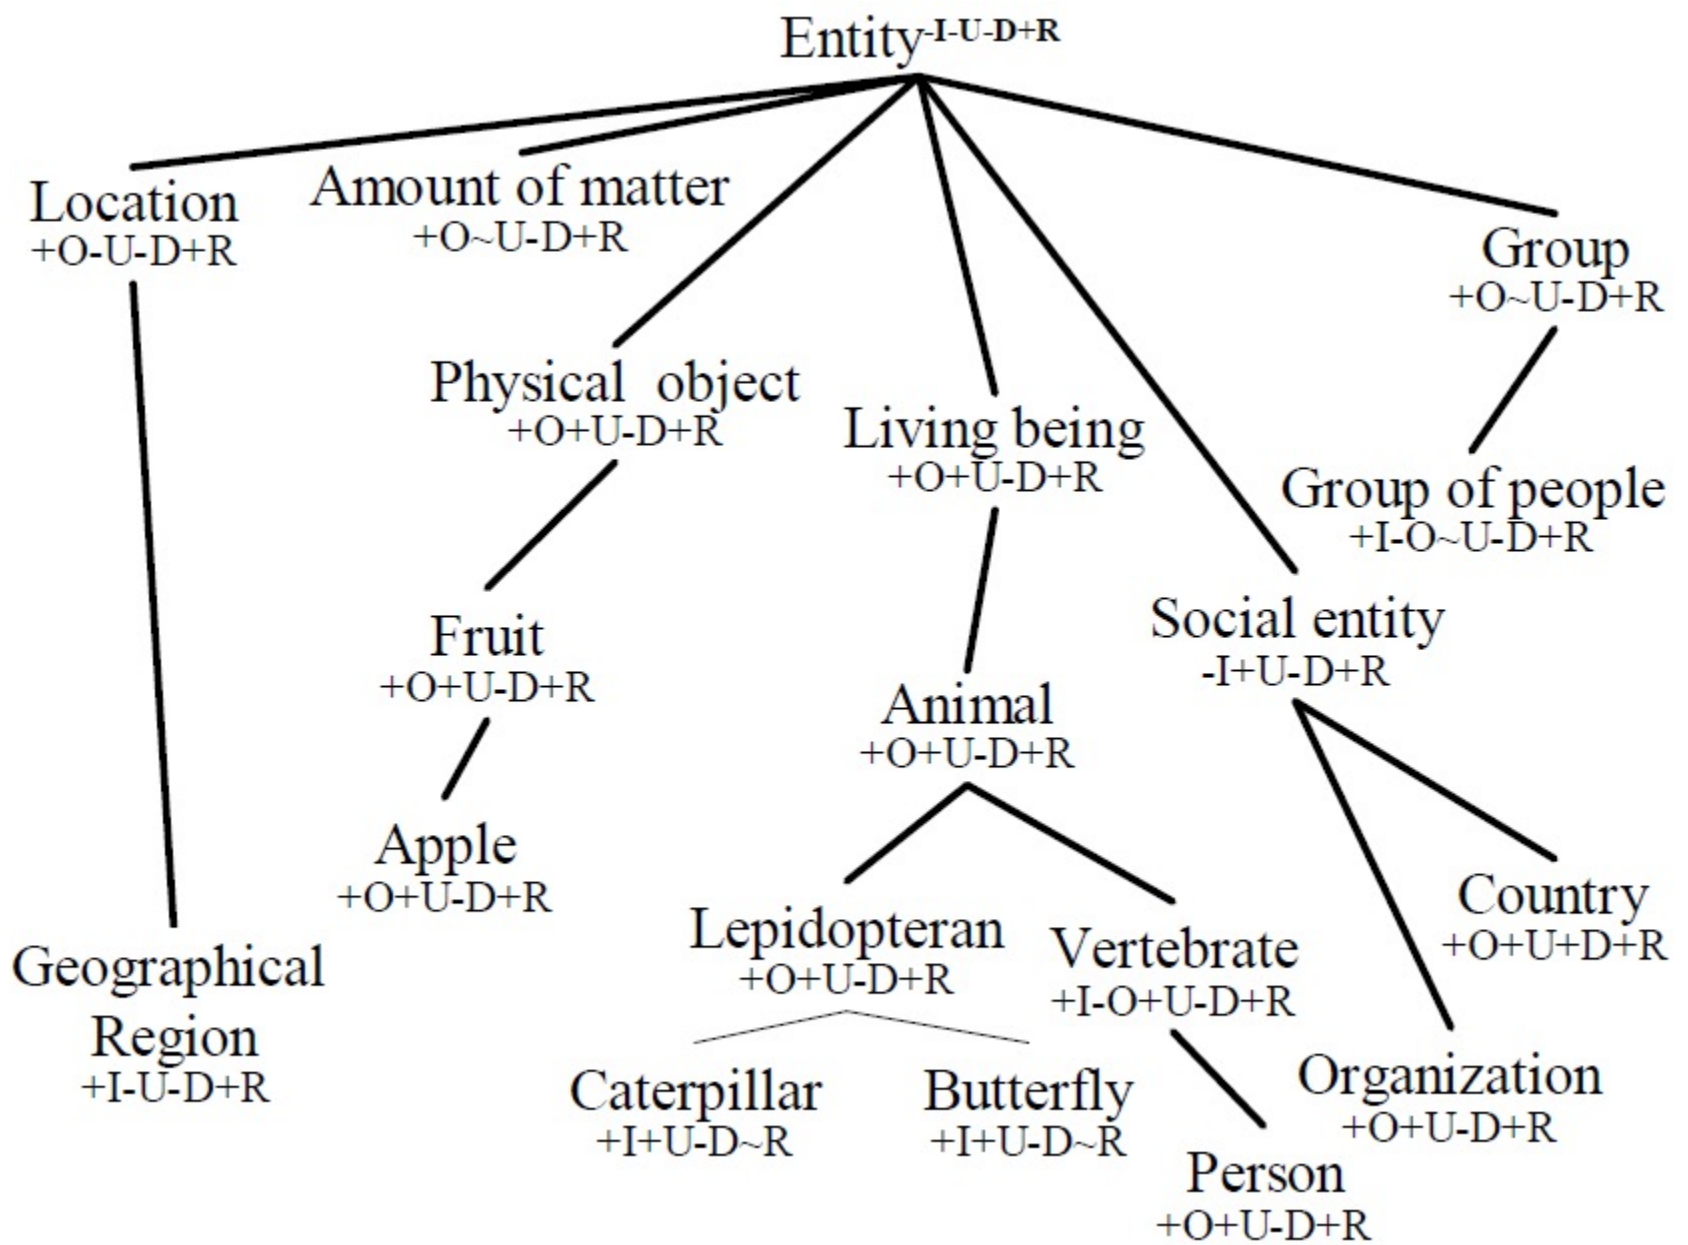 Entity-I-U-D+R
Location
+O-U-D+R
Amount of matter
+O~U-D+R
Group
+O~U-D+R
Physical object
+O+U-D+R
Living being
+O+U-D+R
Group of people
+I-O~U-D+R
Fruit
+O+U-D+R
Social entity
-I+U-D+R
Animal
+O+U-D+R
Apple
+O+U-D+R
Country
+O+U+D+R
Lepidopteran
+O+U-D+R
Vertebrate
+I-O+U-D+R
Geographical
Region
+I-U-D+R
Caterpillar
+I+U-D~R
Butterfly
+I+U-D~R
Organization
+O+U-D+R
Person
+O+U-D+R